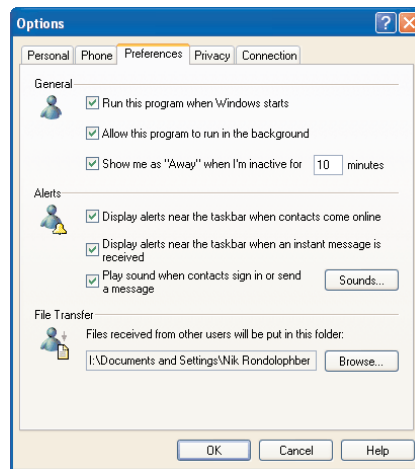 Options
Personal Phone Preferences Privacy Connection
General
Run this program when Windows starts
Allow this program to run in the background
Show me as "Away" when I'm inactive for 10 minutes
Alerts
Display alerts near the taskbar when contacts come online
Display alerts near the taskbar when an instant message is
received
Play sound when contacts sign in or send
a message
Sounds...
File Transfer
Files received from other users will be put in this folder:
I:\Documents and Settings\Nik Rondolophber
Browse...
OK Cancel Help